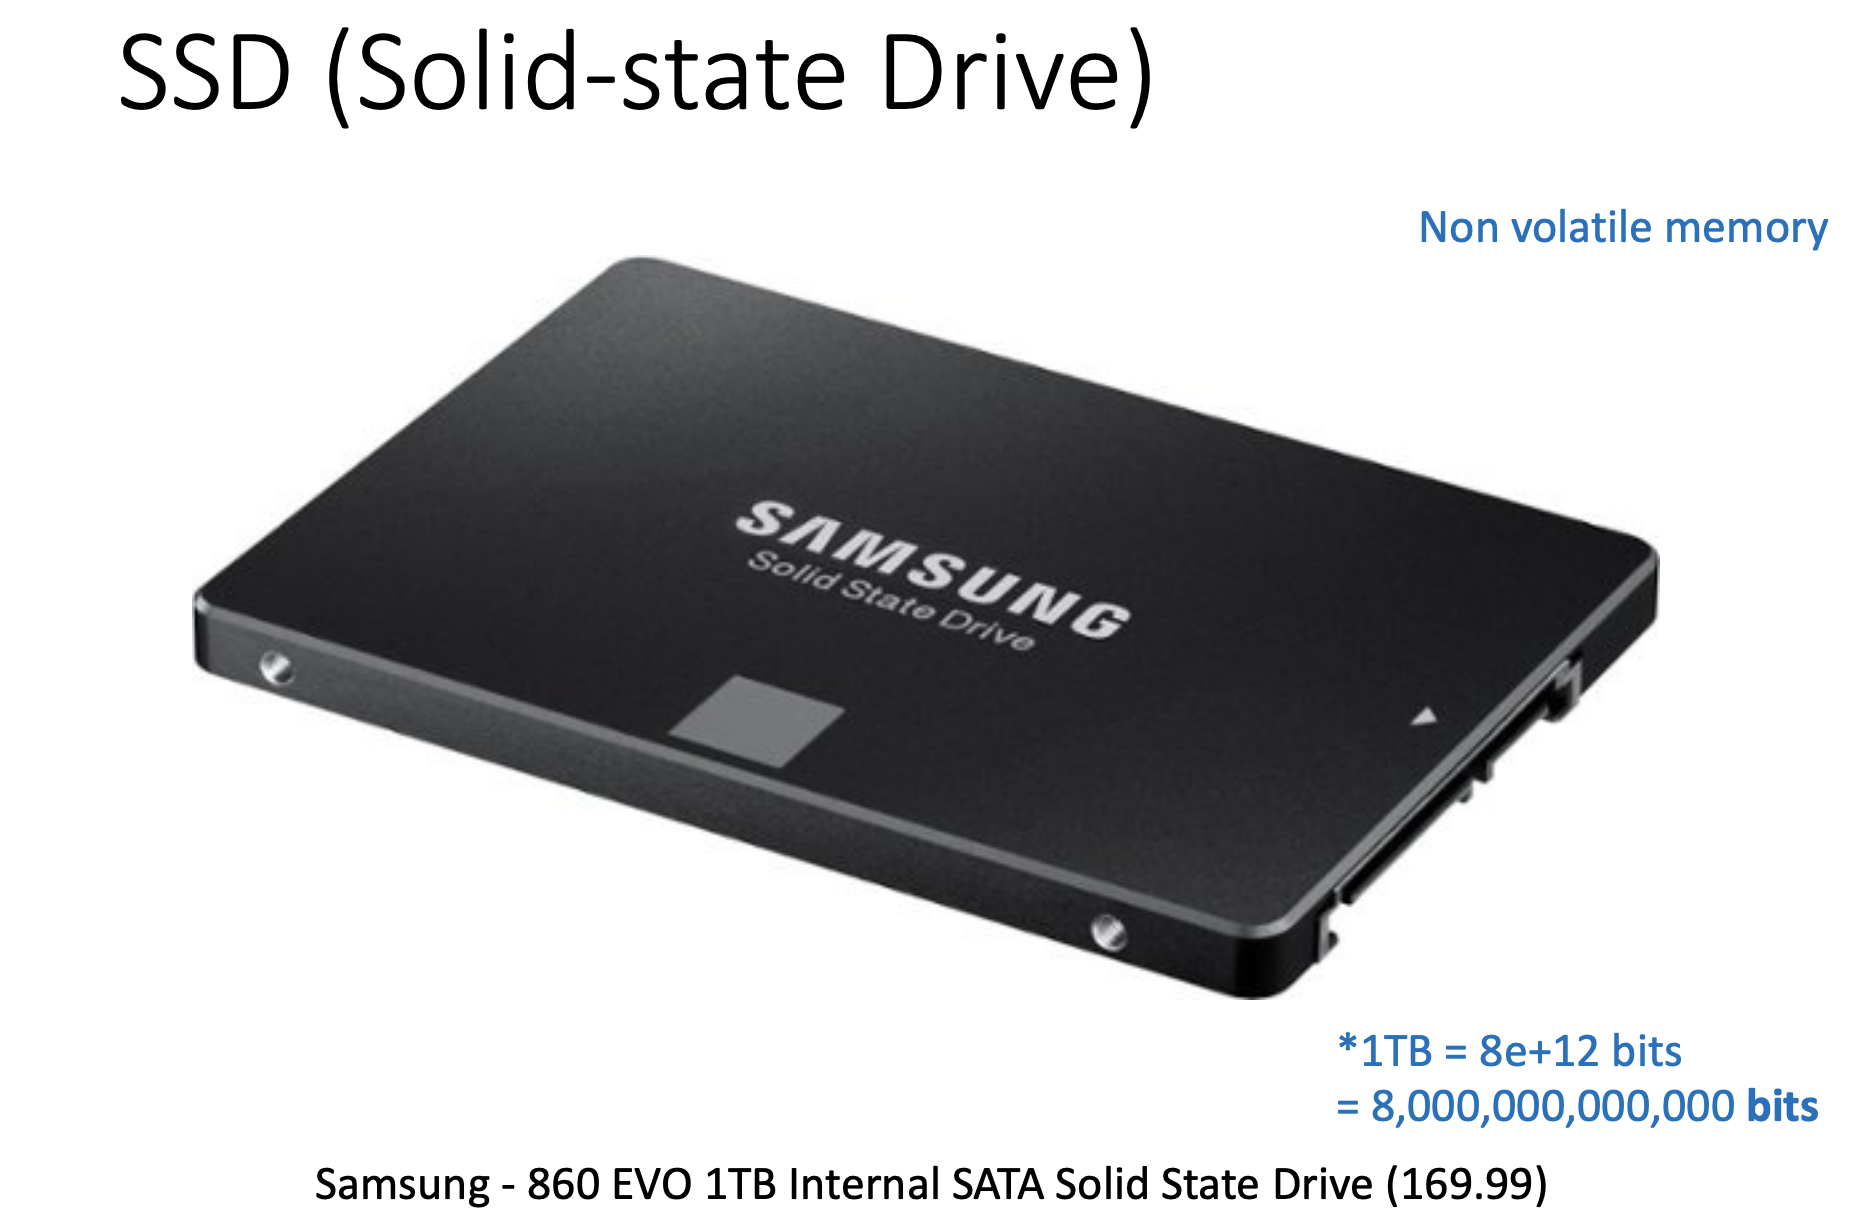 SSD (Solid-state Drive)
Non volatile memory
SAMSUNG
Solid State Drive
*1TB = 8e+12 bits
= 8,000,000,000,000 bits
Samsung - 860 EVO 1TB Internal SATA Solid State Drive (169.99)